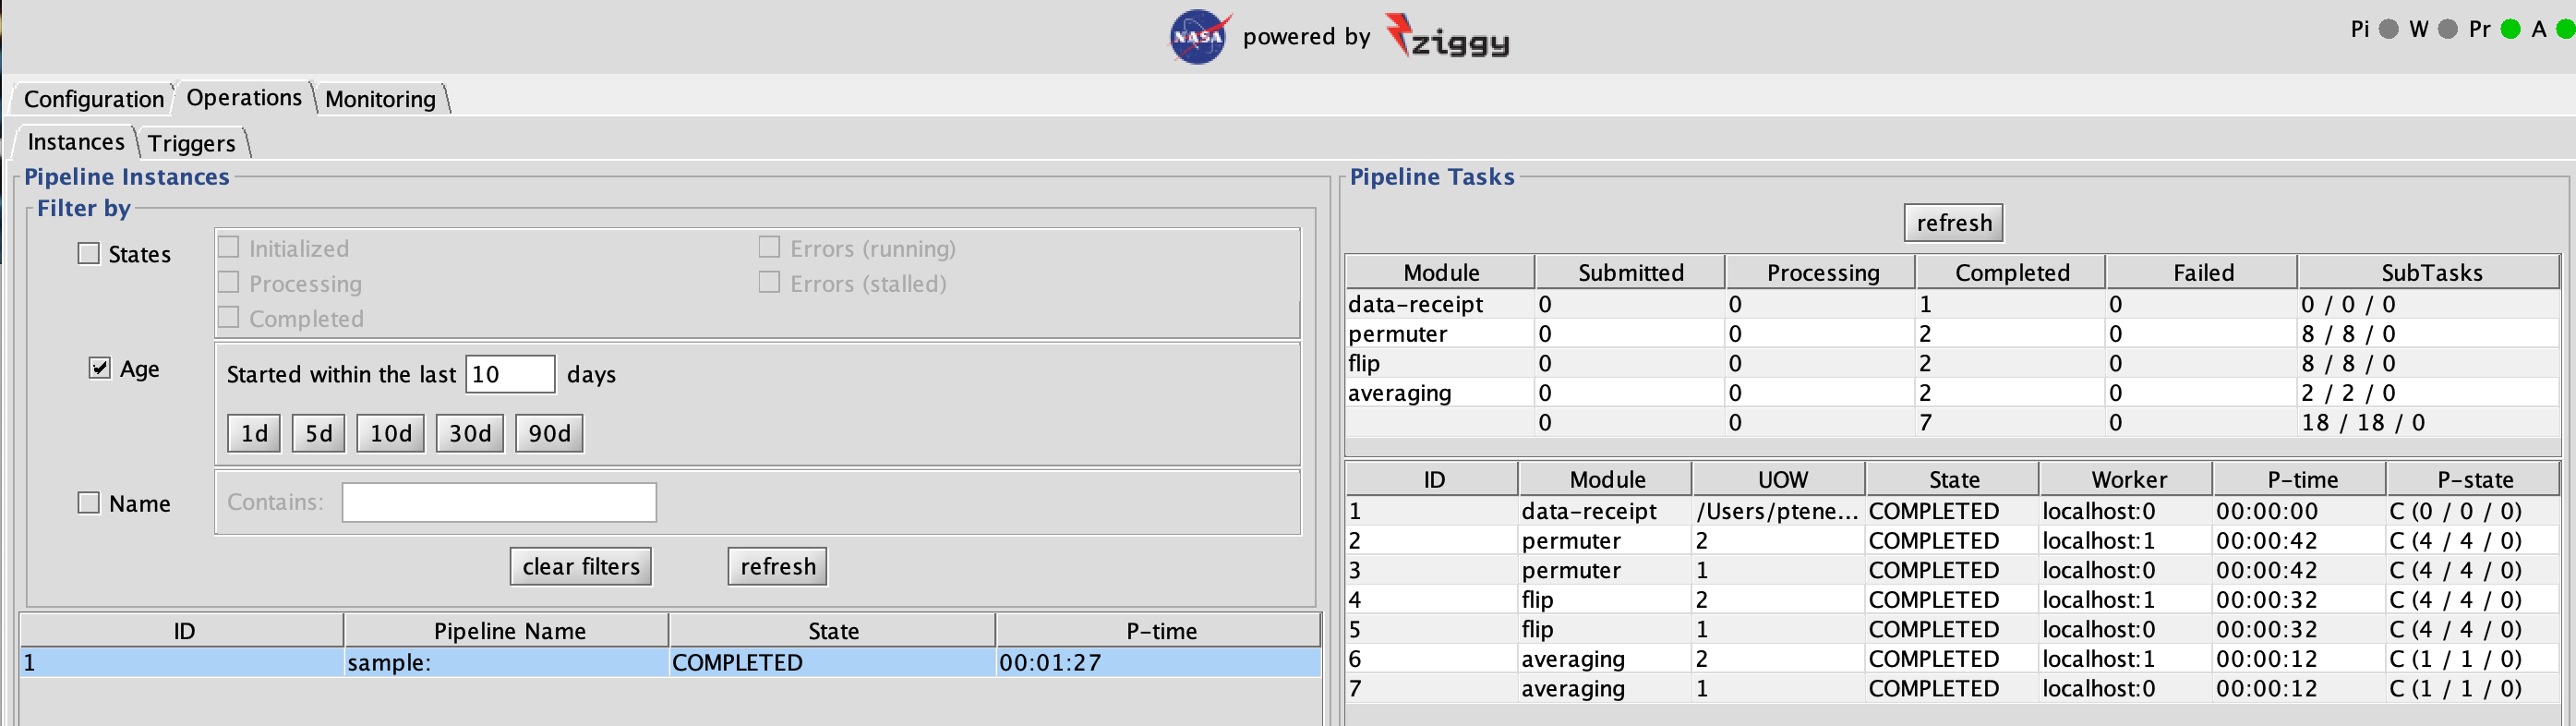 NASA powered by ziggy
Pi W Pr A
Configuration Operations Monitoring
Instances Triggers
Pipeline Instances
Filter by
States
Initialized Errors (running)
Processing Errors (stalled)
Completed
Age
Started within the last 10 days
1d 5d 10d 30d 90d
Name Contains:
clear filters refresh
ID Pipeline Name State P-time
1 sample: COMPLETED 00:01:27
Pipeline Tasks
refresh
Module Submitted Processing Completed Failed SubTasks
data-receipt 0 0 1 0 0 / 0 / 0
permuter 0 0 2 0 8 / 8 / 0
flip 0 0 2 0 8 / 8 / 0
averaging 0 0 2 0 2 / 2 / 0
0 0 7 0 18 / 18 / 0
ID Module UOW State Worker P-time P-state
1 data-receipt /Users/ptene... COMPLETED localhost:0 00:00:00 C (0 / 0 / 0)
2 permuter 2 COMPLETED localhost:1 00:00:42 C (4 / 4 / 0)
3 permuter 1 COMPLETED localhost:0 00:00:42 C (4 / 4 / 0)
4 flip 2 COMPLETED localhost:1 00:00:32 C (4 / 4 / 0)
5 flip 1 COMPLETED localhost:0 00:00:32 C (4 / 4 / 0)
6 averaging 2 COMPLETED localhost:1 00:00:12 C (1 / 1 / 0)
7 averaging 1 COMPLETED localhost:0 00:00:12 C (1 / 1 / 0)